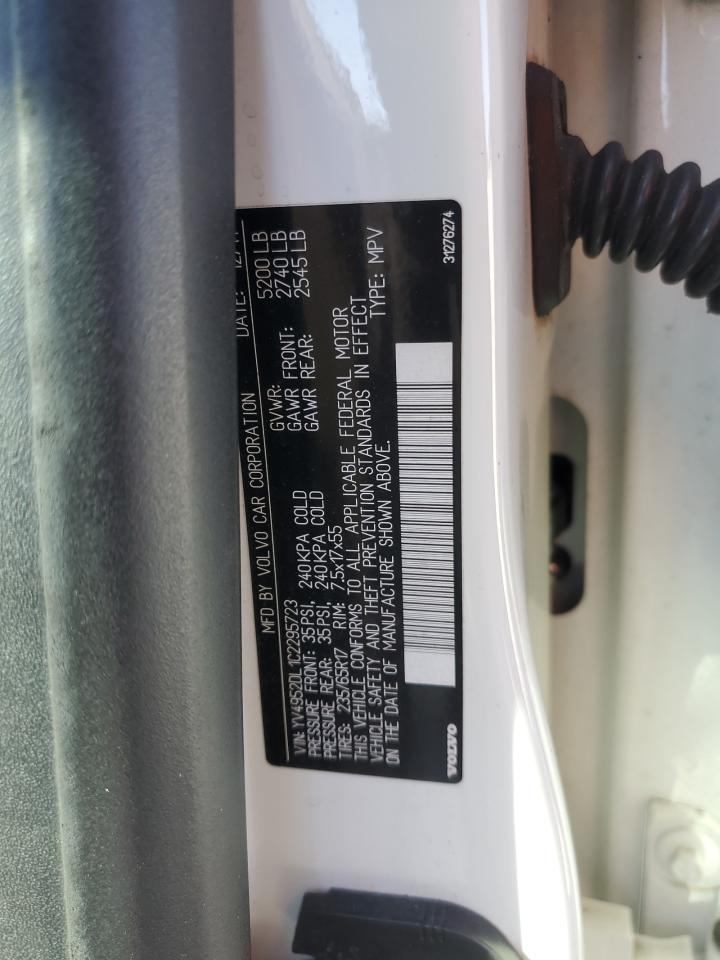 MFD BY VOLVO CAR CORPORATION DATE: 12/11
VIN: YV4952DL1C2295723 GVWR: 5200 LB
PRESSURE FRONT: 35PSI, 240KPA COLD GAWR FRONT: 2740 LB
PRESSURE REAR: 35PSI, 240KPA COLD GAWR REAR: 2545 LB
TIRES: 235/65R17 RIM: 7,5x17x55
THIS VEHICLE CONFORMS TO ALL APPLICABLE FEDERAL MOTOR
VEHICLE SAFETY AND THEFT PREVENTION STANDARDS IN EFFECT
ON THE DATE OF MANUFACTURE SHOWN ABOVE. TYPE: MPV
VOLVO 31276274